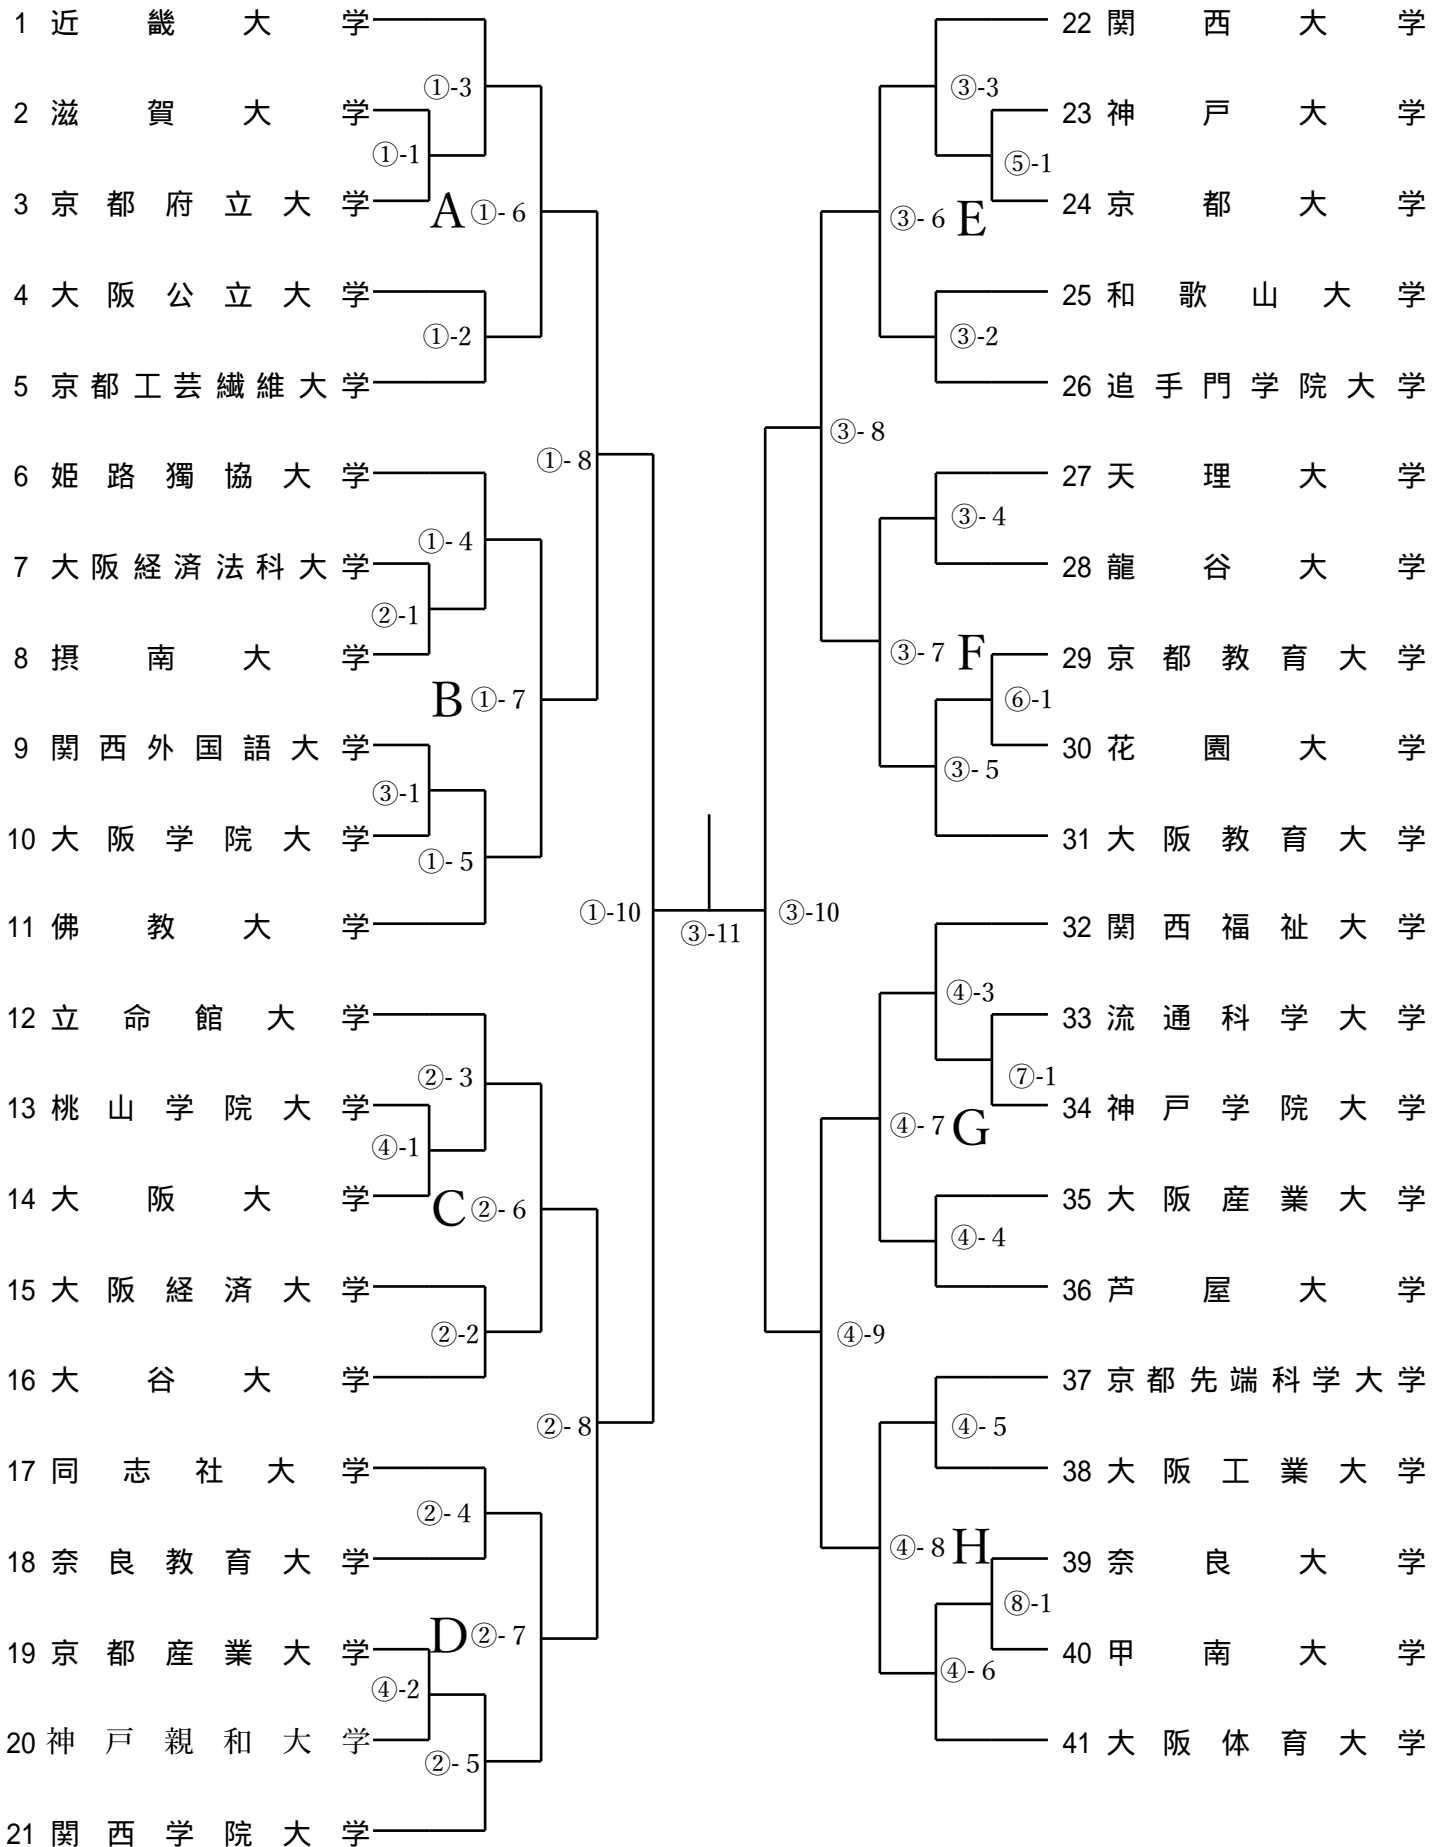 1 近畿大学
①-3
2 滋賀大学
①-1
3 京都府立大学
A ①-6
4 大阪公立大学
①-2
5 京都工芸繊維大学
①-8
6 姫路獨協大学
①-4
7 大阪経済法科大学
②-1
8 摂南大学
B ①-7
9 関西外国語大学
③-1
10 大阪学院大学
①-5
11 佛教大学
①-10
12 立命館大学
②-3
13 桃山学院大学
④-1
14 大阪大学
C ②-6
15 大阪経済大学
②-2
16 大谷大学
②-8
17 同志社大学
②-4
18 奈良教育大学
D ②-7
19 京都産業大学
④-2
20 神戸親和大学
②-5
21 関西学院大学
③-11
22 関西大学
③-3
23 神戸大学
⑤-1
24 京都大学
③-6 E
25 和歌山大学
③-2
26 追手門学院大学
③-8
27 天理大学
③-4
28 龍谷大学
③-7 F
29 京都教育大学
⑥-1
30 花園大学
③-5
31 大阪教育大学
③-10
32 関西福祉大学
④-3
33 流通科学大学
⑦-1
34 神戸学院大学
④-7 G
35 大阪産業大学
④-4
36 芦屋大学
④-9
37 京都先端科学大学
④-5
38 大阪工業大学
④-8 H
39 奈良大学
⑧-1
40 甲南大学
④-6
41 大阪体育大学